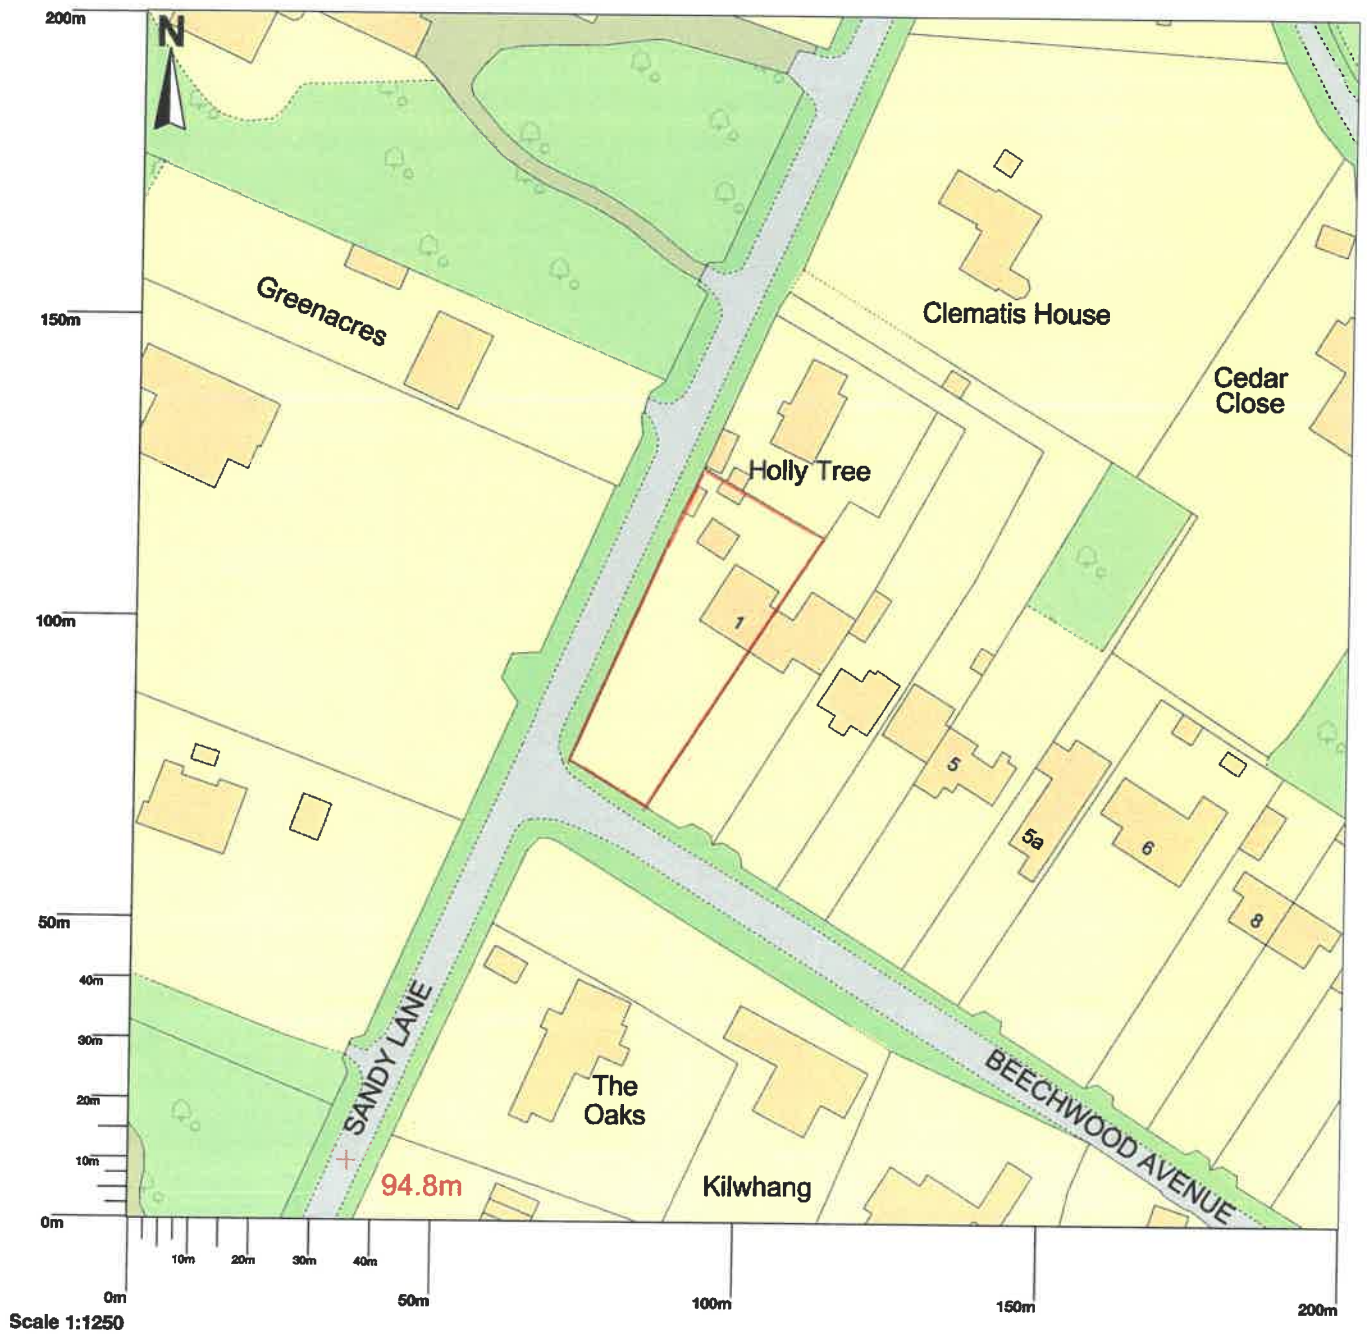 200m
N
150m
Greenacres
Clematis House
Cedar
Close
Holly Tree
100m
1
5
5a
6
8
50m
40m
30m
20m
10m
0m
SANDY LANE
BEECHWOOD AVENUE
The
Oaks
Kilwhang
94.8m
10m
20m
30m
40m
0m
50m
100m
150m
200m
Scale 1:1250